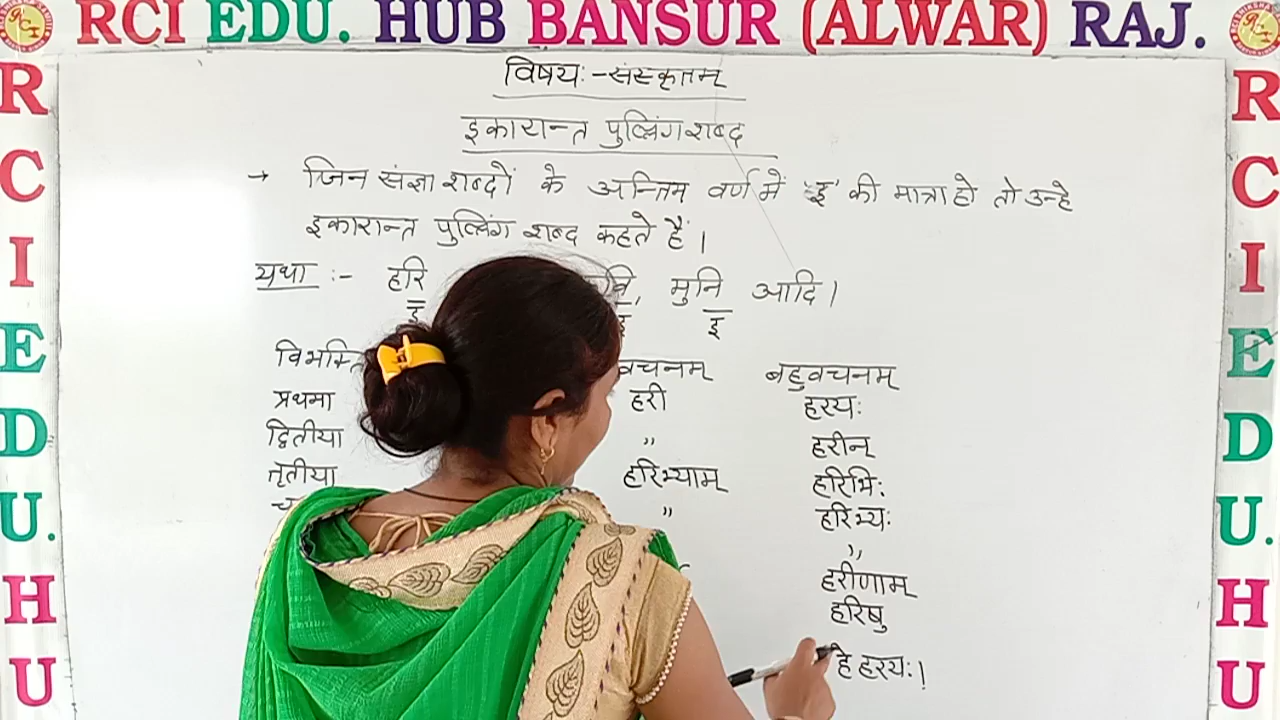 RCI EDU. HUB BANSUR (ALWAR) RAJ.
R
C
I
E
D
U.
H
U
विषयः-संस्कृतम्
इकारान्त पुल्लिंग शब्द
→ जिन संज्ञा शब्दों के अन्तिम वर्ण में 'इ' की मात्रा हो तो उन्हे
इकारान्त पुल्लिंग शब्द कहते हैं।
यथा :- हरि वि, मुनि आदि।
इ इ इ
विभक्ति वचनम् बहुवचनम्
प्रथमा हरी हरयः
द्वितीया ,, हरीन्
तृतीया हरिभ्याम् हरिभिः
च ,, हरिभ्यः
,,
हरीणाम्
हरिषु
हे हरयः!
R
C
I
E
D
U.
H
U